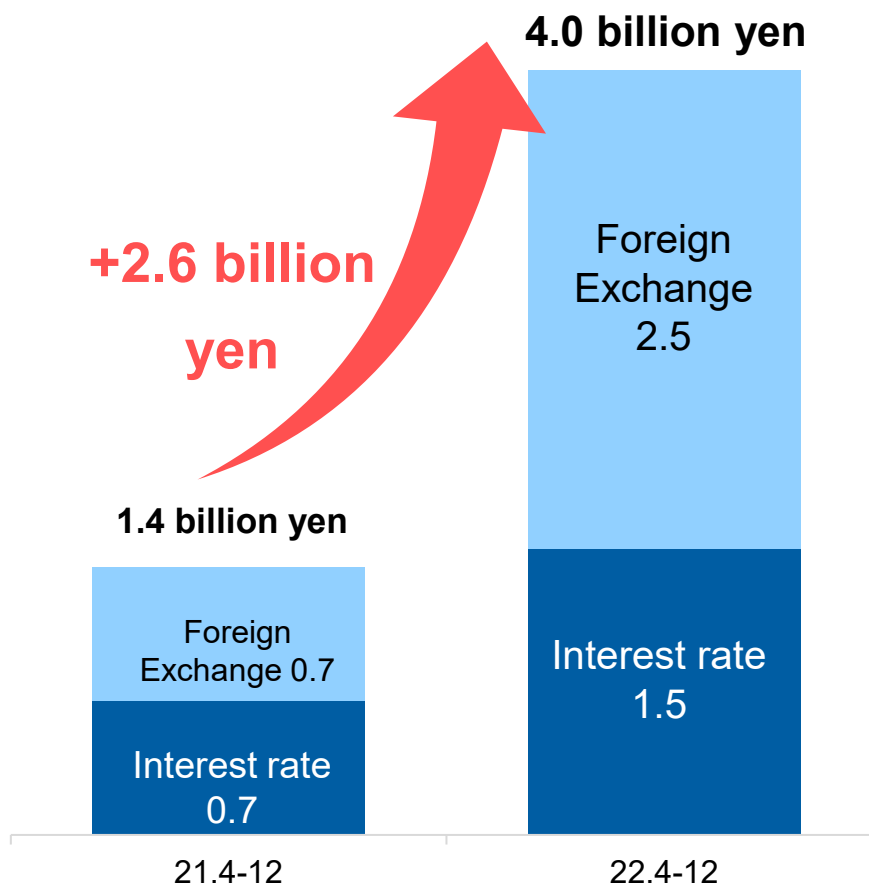 4.0 billion yen
+2.6 billion
yen
Foreign
Exchange
2.5
1.4 billion yen
Foreign
Exchange 0.7
Interest rate
1.5
Interest rate
0.7
21.4-12
22.4-12